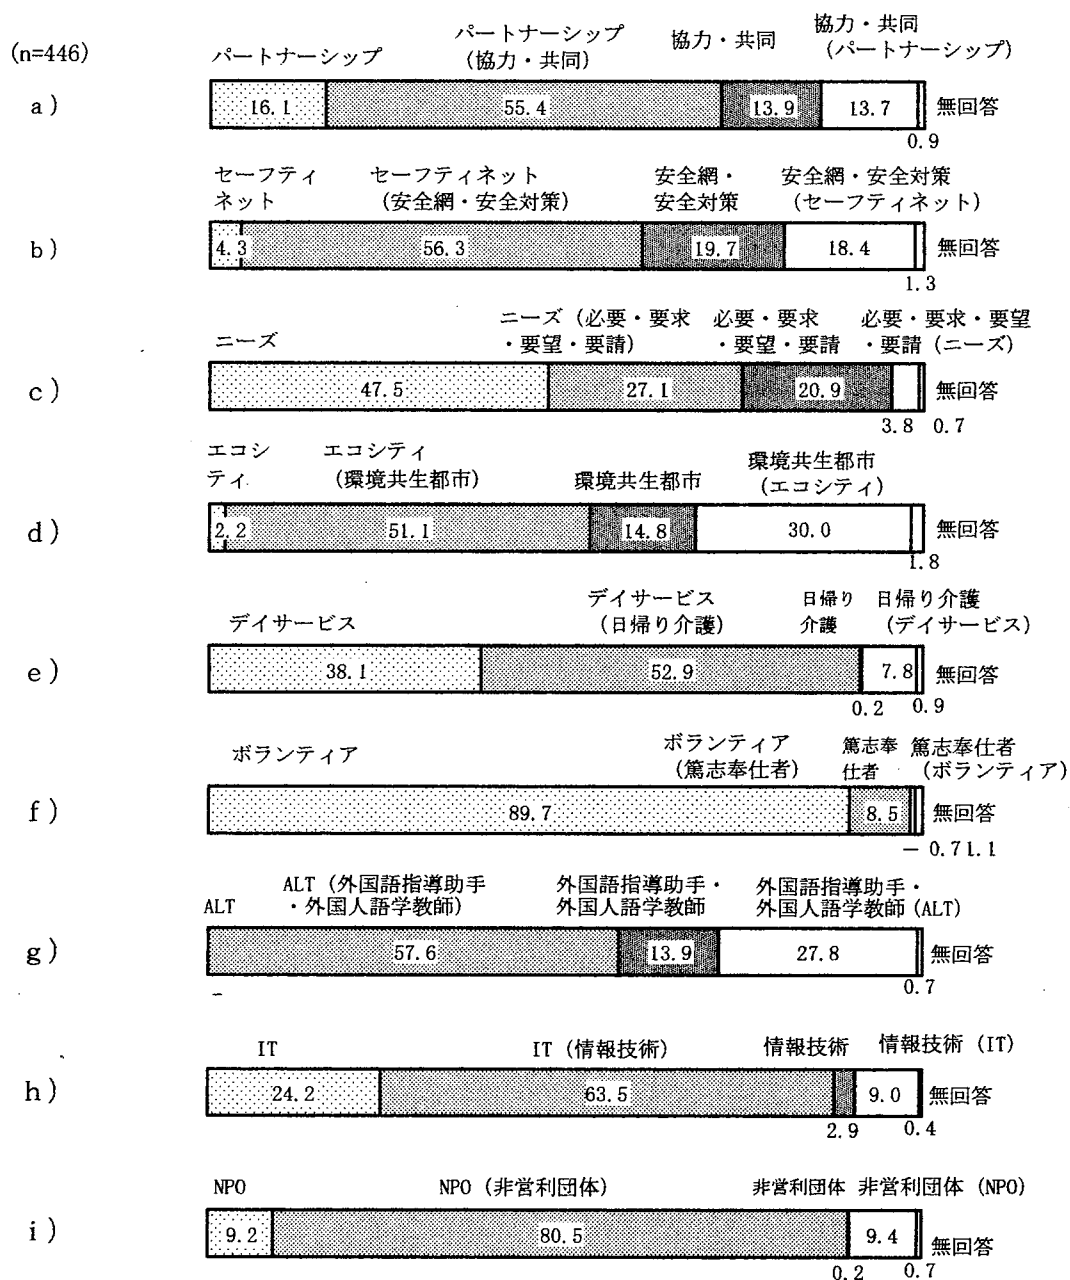 (n=446)
パートナーシップ
パートナーシップ
(協力・共同)
協力・共同
協力・共同
(パートナーシップ)
a)
16.1
55.4
13.9
13.7
無回答
0.9
セーフティ
ネット
セーフティネット
(安全網・安全対策)
安全網・
安全対策
安全網・安全対策
(セーフティネット)
b)
4.3
56.3
19.7
18.4
無回答
1.3
ニーズ
ニーズ (必要・要求
・要望・要請)
必要・要求
・要望・要請
必要・要求・要望
・要請 (ニーズ)
c)
47.5
27.1
20.9
無回答
3.8
0.7
エコシ
ティ
エコシティ
(環境共生都市)
環境共生都市
環境共生都市
(エコシティ)
d)
2.2
51.1
14.8
30.0
無回答
1.8
デイサービス
デイサービス
(日帰り介護)
日帰り
介護
日帰り介護
(デイサービス)
e)
38.1
52.9
7.8
無回答
0.2
0.9
ボランティア
ボランティア
(篤志奉仕者)
篤志奉
仕者
篤志奉仕者
(ボランティア)
f)
89.7
8.5
無回答
- 0.7 1.1
ALT
ALT (外国語指導助手
・外国人語学教師)
外国語指導助手・
外国人語学教師
外国語指導助手・
外国人語学教師 (ALT)
g)
57.6
13.9
27.8
無回答
-
0.7
IT
IT (情報技術)
情報技術
情報技術 (IT)
h)
24.2
63.5
9.0
無回答
2.9
0.4
NPO
NPO (非営利団体)
非営利団体
非営利団体 (NPO)
i)
9.2
80.5
9.4
無回答
0.2
0.7